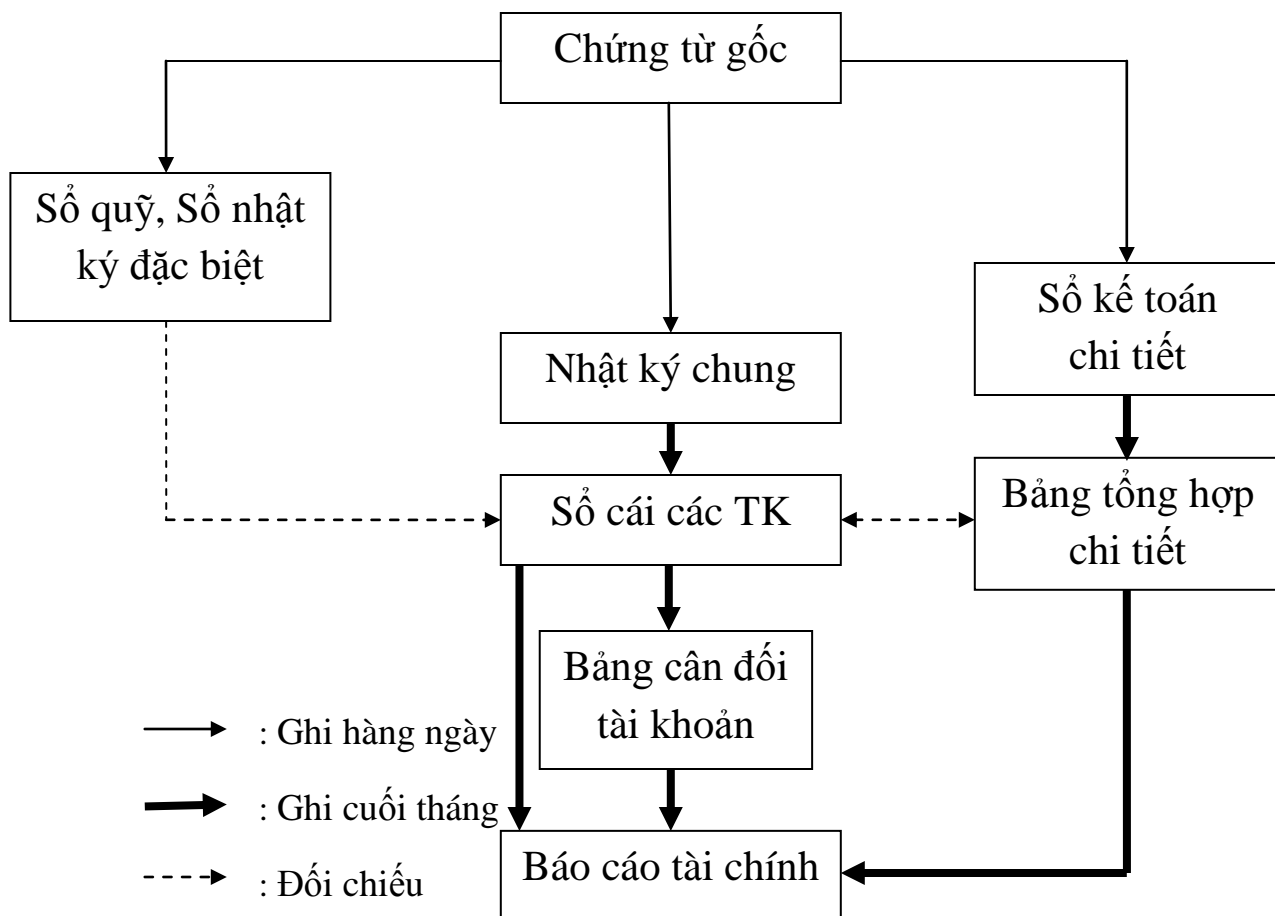 Chứng từ gốc
Sổ quỹ, Sổ nhật
ký đặc biệt
Sổ kế toán
chi tiết
Nhật ký chung
Sổ cái các TK
Bảng tổng hợp
chi tiết
Bảng cân đối
tài khoản
Báo cáo tài chính
: Ghi hàng ngày
: Ghi cuối tháng
: Đối chiếu